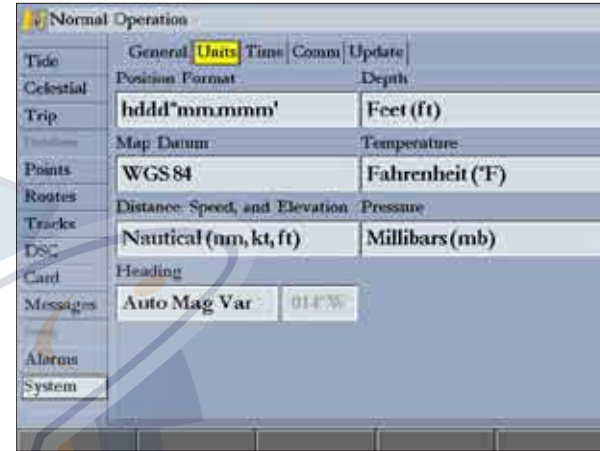 Normal Operation
General Units Time Comm Update
Tide
Celestial
Trip
Points
Routes
Tracks
DSC
Card
Messages
Alarms
System
Position Format
hddd°mm.mmm'
Depth
Feet (ft)
Map Datum
WGS 84
Temperature
Fahrenheit (°F)
Distance, Speed, and Elevation
Nautical (nm, kt, ft)
Pressure
Millibars (mb)
Heading
Auto Mag Var
014°W